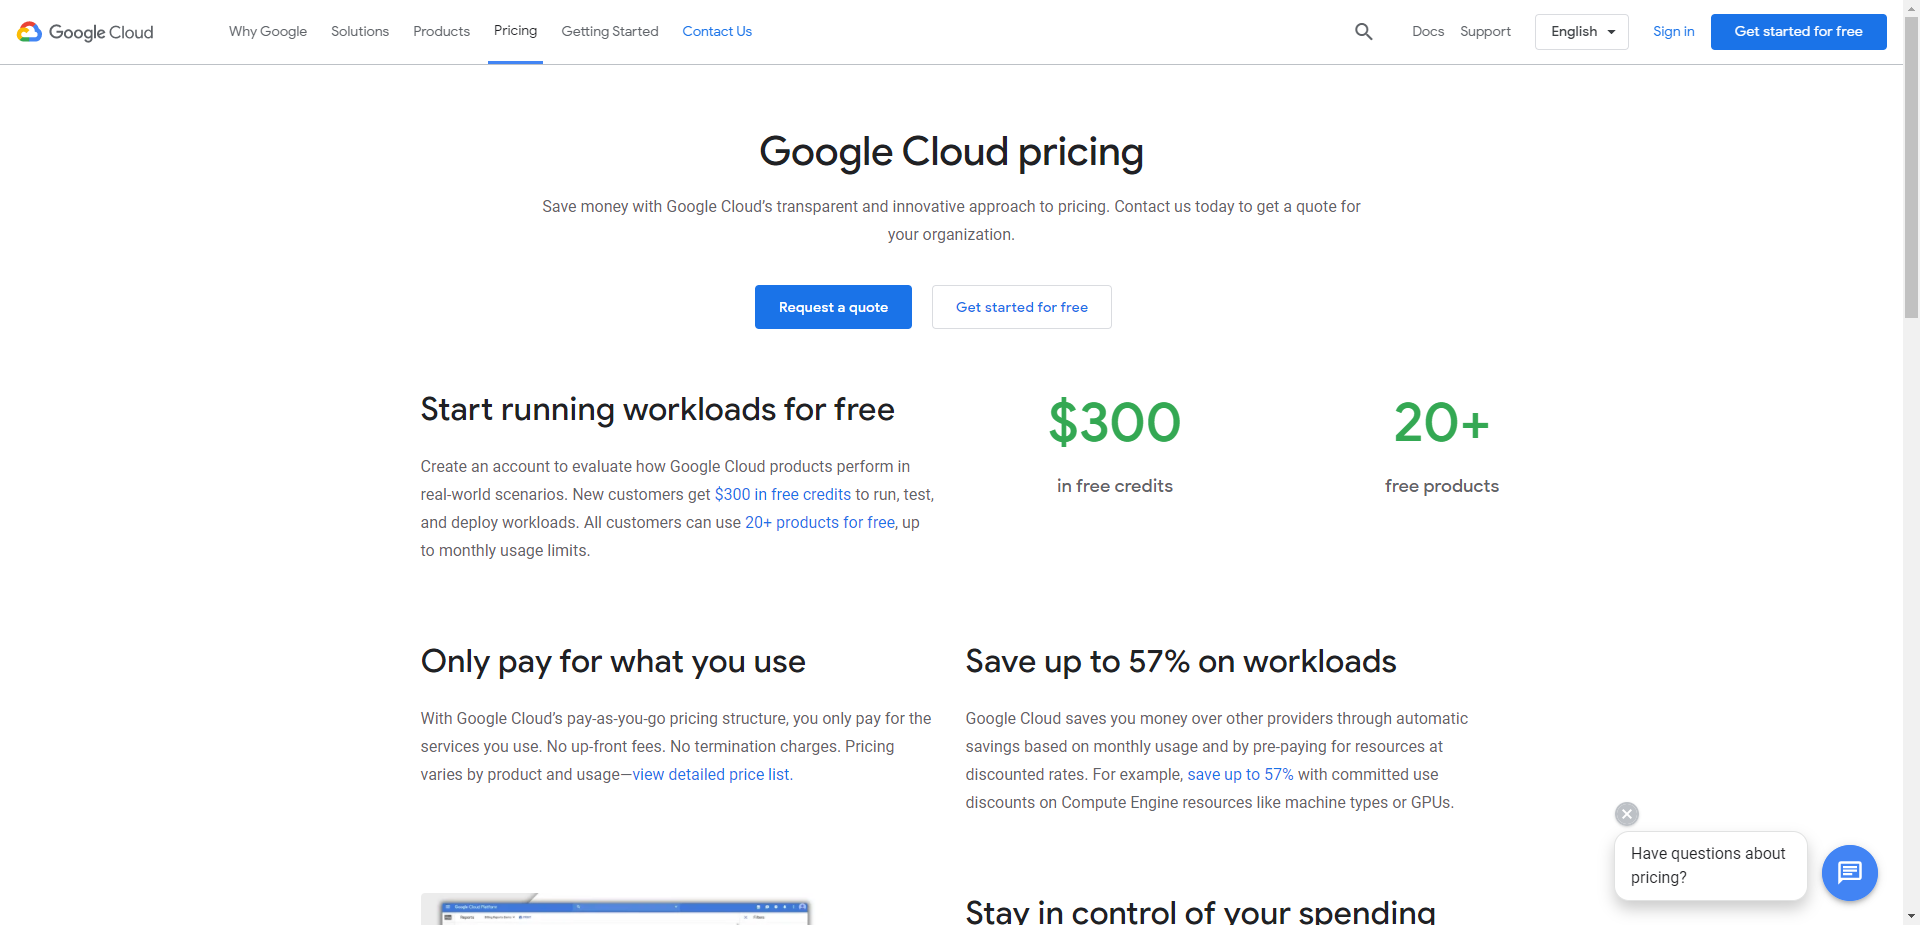 Google Cloud
Why Google
Solutions
Products
Pricing
Getting Started
Contact Us
Docs
Support
English
Sign in
Get started for free
Google Cloud pricing
Save money with Google Cloud’s transparent and innovative approach to pricing. Contact us today to get a quote for
your organization.
Request a quote
Get started for free
Start running workloads for free
Create an account to evaluate how Google Cloud products perform in
real-world scenarios. New customers get $300 in free credits to run, test,
and deploy workloads. All customers can use 20+ products for free, up
to monthly usage limits.
$300
in free credits
20+
free products
Only pay for what you use
With Google Cloud’s pay-as-you-go pricing structure, you only pay for the
services you use. No up-front fees. No termination charges. Pricing
varies by product and usage—view detailed price list.
Save up to 57% on workloads
Google Cloud saves you money over other providers through automatic
savings based on monthly usage and by pre-paying for resources at
discounted rates. For example, save up to 57% with committed use
discounts on Compute Engine resources like machine types or GPUs.
Google Cloud Platform
Reports
Stay in control of your spending
Have questions about
pricing?